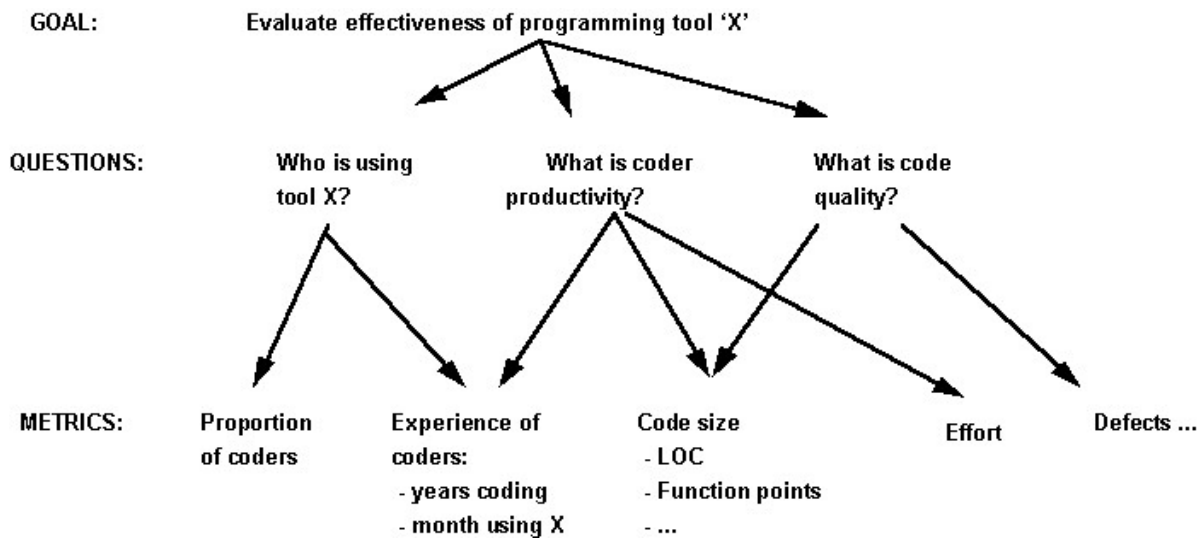 GOAL: Evaluate effectiveness of programming tool ‘X’
QUESTIONS: Who is using What is coder What is code
tool X? productivity? quality?
METRICS: Proportion Experience of Code size Effort Defects ...
of coders coders: - LOC
- years coding - Function points
- month using X - ...